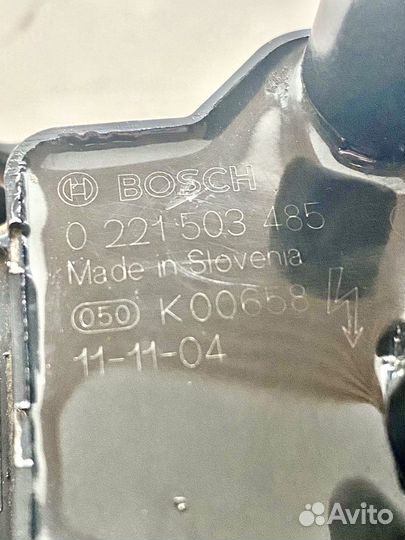 BOSCH
0 221 503 485
Made in Slovenia
050 K00658
11-11-04
Avito